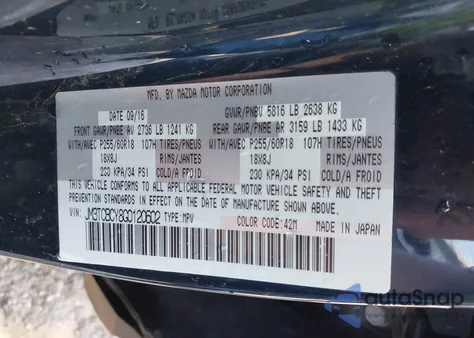 MFD. BY MAZDA MOTOR CORPORATION
DATE 09/16 GVWR/PNBV 5816 LB 2638 KG
FRONT GAWR/PNBE AV 2736 LB 1241 KG REAR GAWR/PNBE AR 3159 LB 1433 KG
WITH/AVEC P255/60R18 107H TIRES/PNEUS WITH/AVEC P255/60R18 107H TIRES/PNEUS
18X8J RIMS/JANTES 18X8J RIMS/JANTES
230 KPA/34 PSI COLD/A FROID 230 KPA/34 PSI COLD/A FROID
THIS VEHICLE CONFORMS TO ALL APPLICABLE FEDERAL MOTOR VEHICLE SAFETY AND THEFT
PREVENTION STANDARDS IN EFFECT ON THE DATE OF MANUFACTURE SHOWN ABOVE.
VIN: JM3TCBCY8G0120602 TYPE: MPV COLOR CODE: 42M MADE IN JAPAN
autoSnap